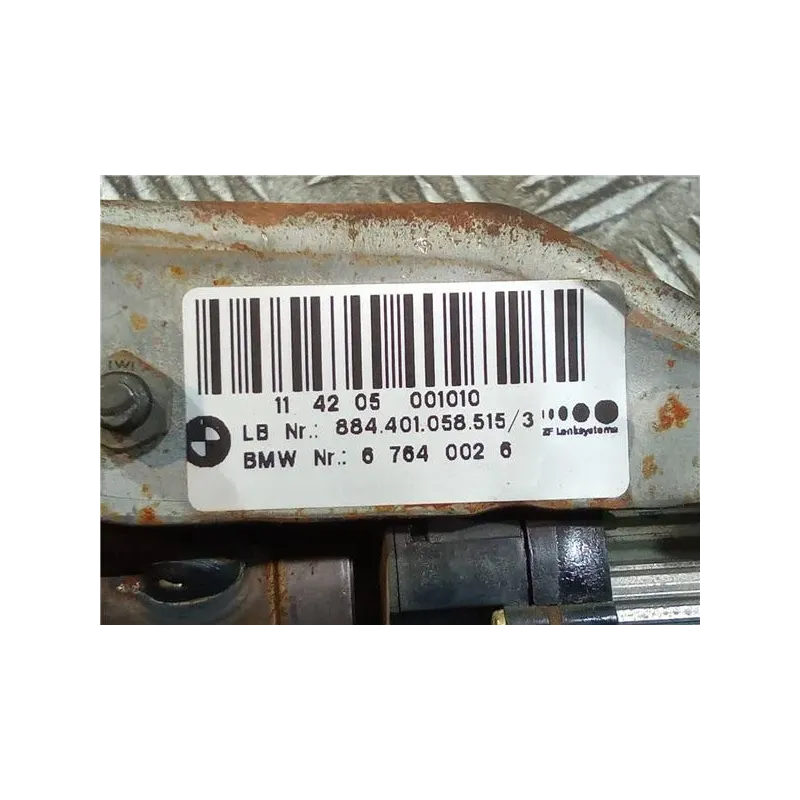 11 42 05 001010
LB Nr.: 884.401.058.515/3
ZF Lenksysteme
BMW Nr.: 6 764 002 6